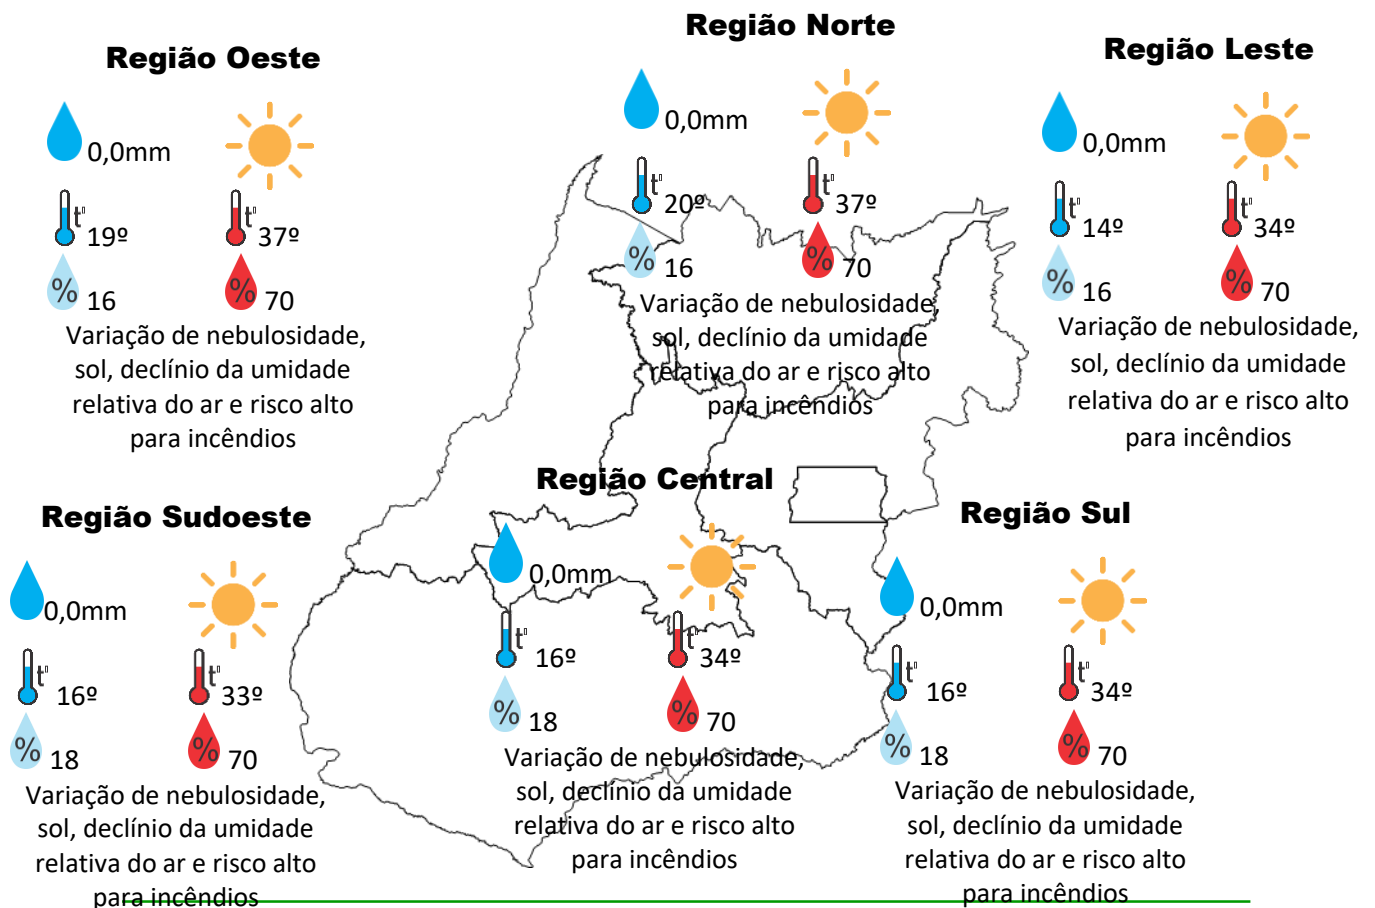 Região Oeste
0,0mm
t°
19º
t°
37º
% 16
% 70
Variação de nebulosidade,
sol, declínio da umidade
relativa do ar e risco alto
para incêndios
Região Norte
0,0mm
t°
20º
t°
37º
% 16
% 70
Variação de nebulosidade,
sol, declínio da umidade
relativa do ar e risco alto
para incêndios
Região Leste
0,0mm
t°
14º
t°
34º
% 16
% 70
Variação de nebulosidade,
sol, declínio da umidade
relativa do ar e risco alto
para incêndios
Região Sudoeste
0,0mm
t°
16º
t°
33º
% 18
% 70
Variação de nebulosidade,
sol, declínio da umidade
relativa do ar e risco alto
para incêndios
Região Central
0,0mm
t°
16º
t°
34º
% 18
% 70
Variação de nebulosidade,
sol, declínio da umidade
relativa do ar e risco alto
para incêndios
Região Sul
0,0mm
t°
16º
t°
34º
% 18
% 70
Variação de nebulosidade,
sol, declínio da umidade
relativa do ar e risco alto
para incêndios